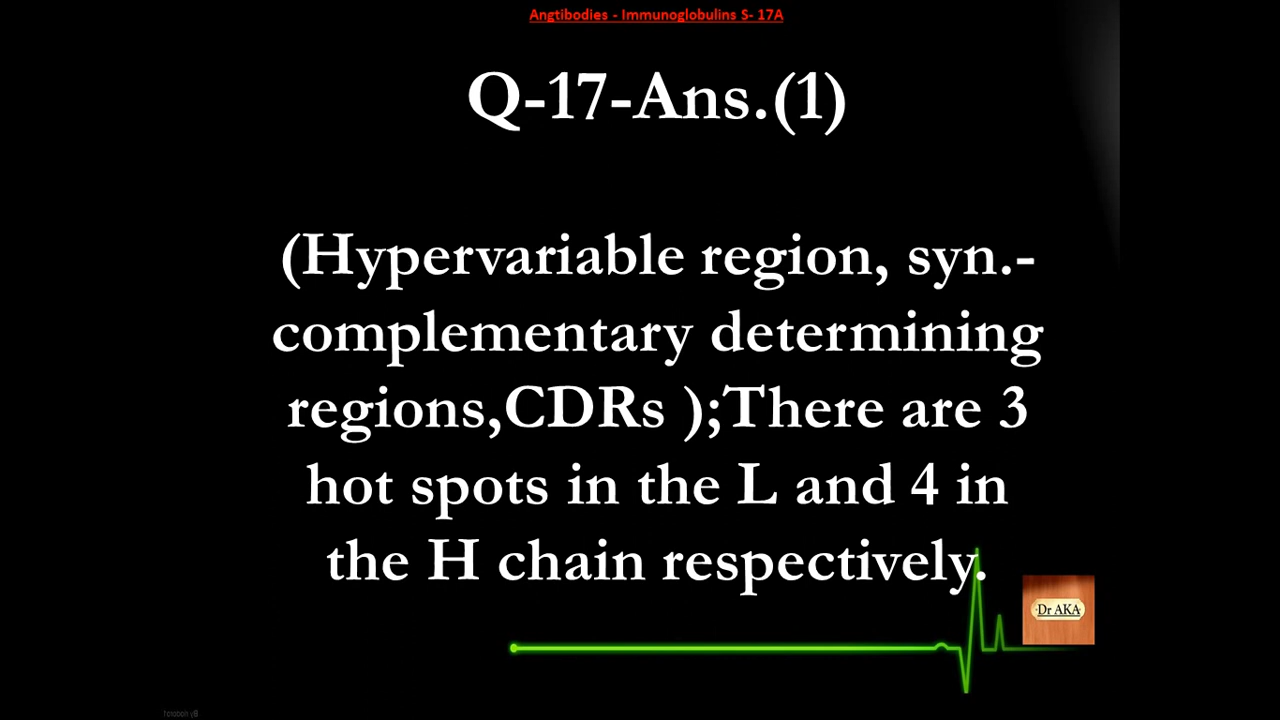 Angtibodies - Immunoglobulins S- 17A
Q-17-Ans.(1)
(Hypervariable region, syn.-
complementary determining
regions,CDRs );There are 3
hot spots in the L and 4 in
the H chain respectively.
Dr AKA